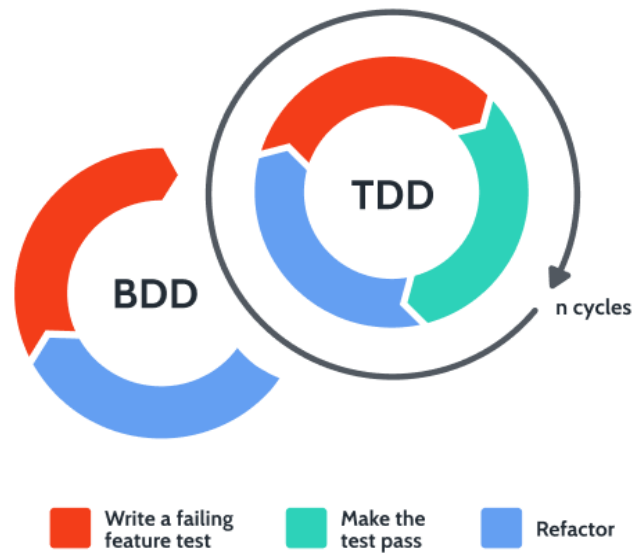 TDD
BDD
n cycles
Write a failing
feature test
Make the
test pass
Refactor